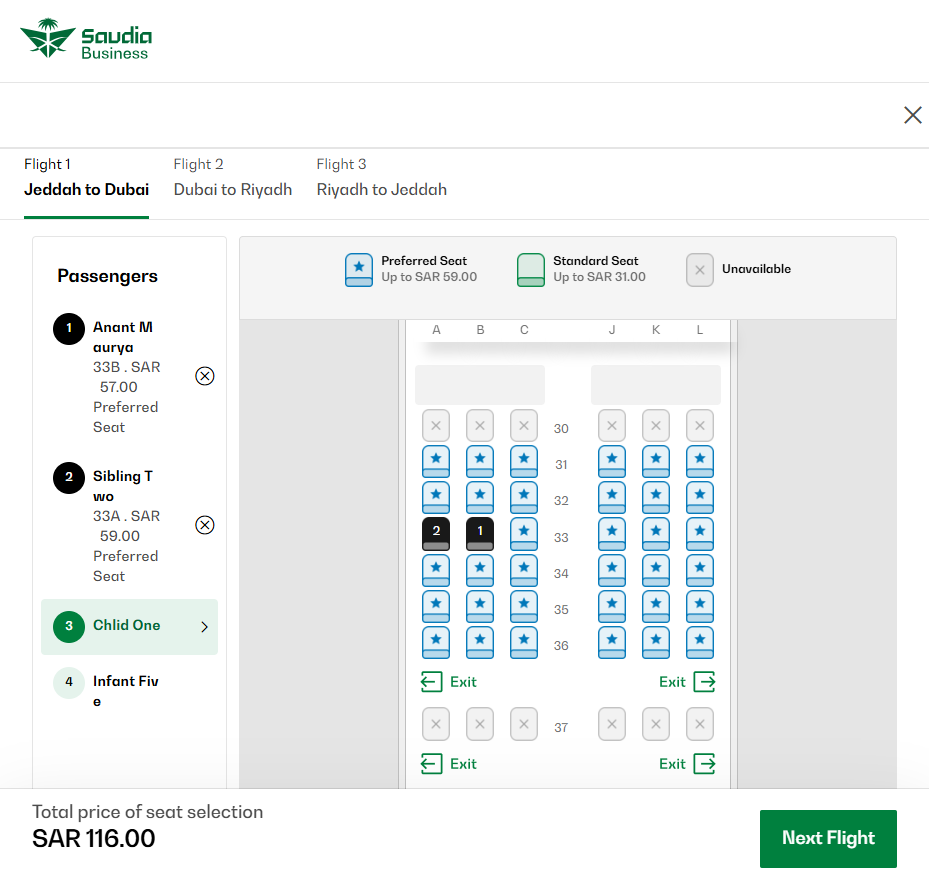 Saudia
Business
Flight 1
Jeddah to Dubai
Flight 2
Dubai to Riyadh
Flight 3
Riyadh to Jeddah
Passengers
1
Anant M
aurya
33B . SAR
57.00
Preferred
Seat
2
Sibling T
wo
33A . SAR
59.00
Preferred
Seat
3
Chlid One
4
Infant Fiv
e
Preferred Seat
Up to SAR 59.00
Standard Seat
Up to SAR 31.00
Unavailable
A B C J K L
30
31
32
2 1 33
34
35
36
Exit Exit
37
Exit Exit
Total price of seat selection
SAR 116.00
Next Flight